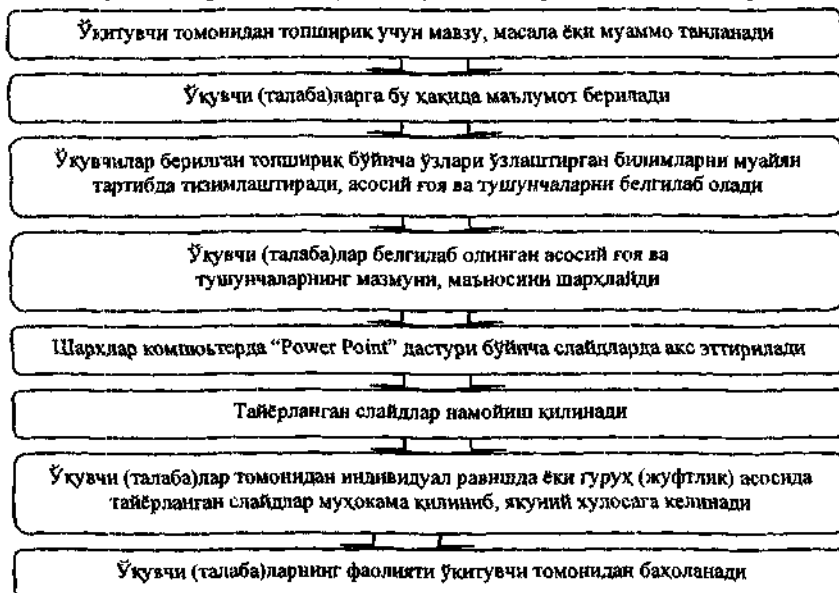 Ўқитувчи томонидан топшириқ учун мавзу, масала ёки муаммо танланади
Ўқувчи (талаба)ларга бу ҳақида маълумот берилади
Ўқувчилар берилган топшириқ бўйича ўзлари ўзлаштирган билимларни муайян
тартибда тизимлаштиради, асосий ғоя ва тушунчаларни белгилаб олади
Ўқувчи (талаба)лар белгилаб олинган асосий ғоя ва
тушунчаларнинг мазмуни, маъносини шарҳлайди
Шарҳлар компьютерда “Power Point” дастури бўйича слайдларда акс эттирилади
Тайёрланган слайдлар намойиш қилинади
Ўқувчи (талаба)лар томонидан индивидуал равишда ёки гуруҳ (жуфтлик) асосида
тайёрланган слайдлар муҳокама қилиниб, якуний хулосага келинади
Ўқувчи (талаба)ларнинг фаолияти ўқитувчи томонидан баҳоланади